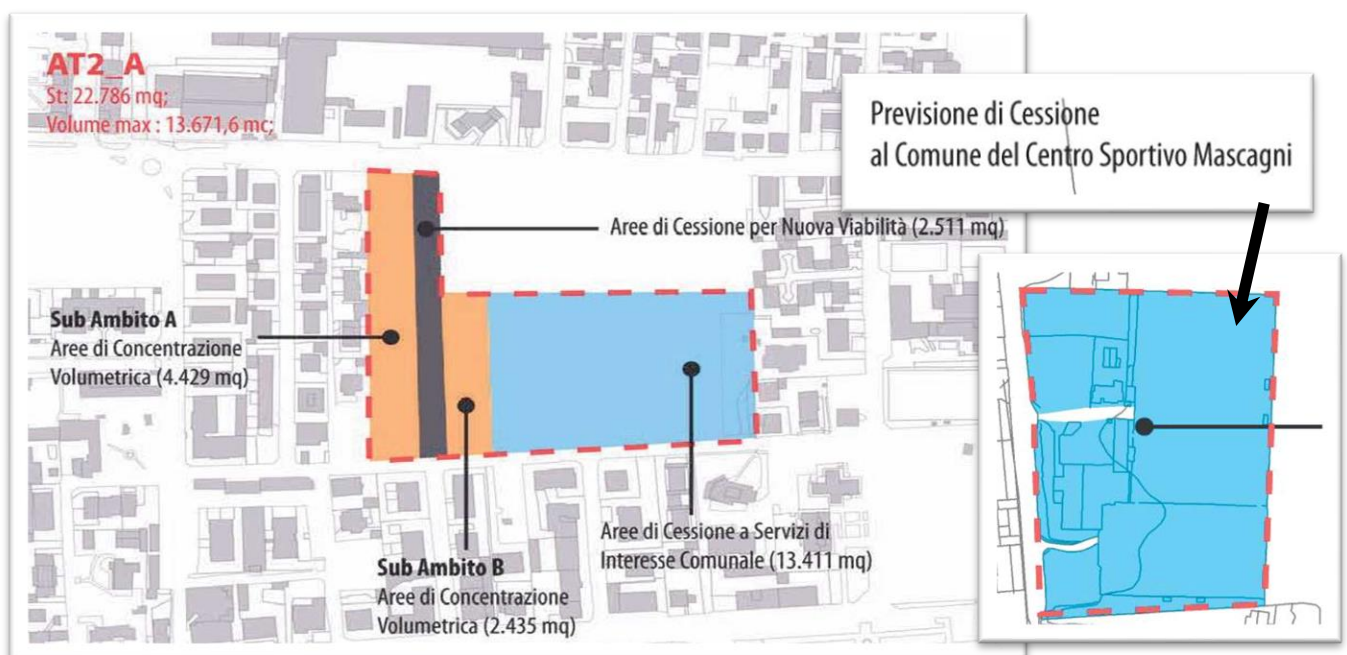 AT2_A
St: 22.786 mq;
Volume max : 13.671,6 mc;
Previsione di Cessione
al Comune del Centro Sportivo Mascagni
Aree di Cessione per Nuova Viabilità (2.511 mq)
Sub Ambito A
Aree di Concentrazione
Volumetrica (4.429 mq)
Aree di Cessione a Servizi di
Interesse Comunale (13.411 mq)
Sub Ambito B
Aree di Concentrazione
Volumetrica (2.435 mq)